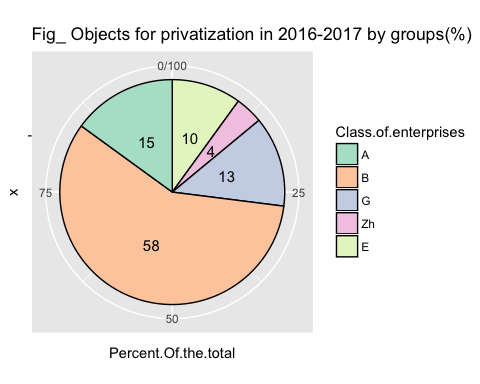 Fig_ Objects for privatization in 2016-2017 by groups(%)
0/100
10
15
4
13
75
25
58
50
x
Percent.Of.the.total
Class.of.enterprises
A
B
G
Zh
E